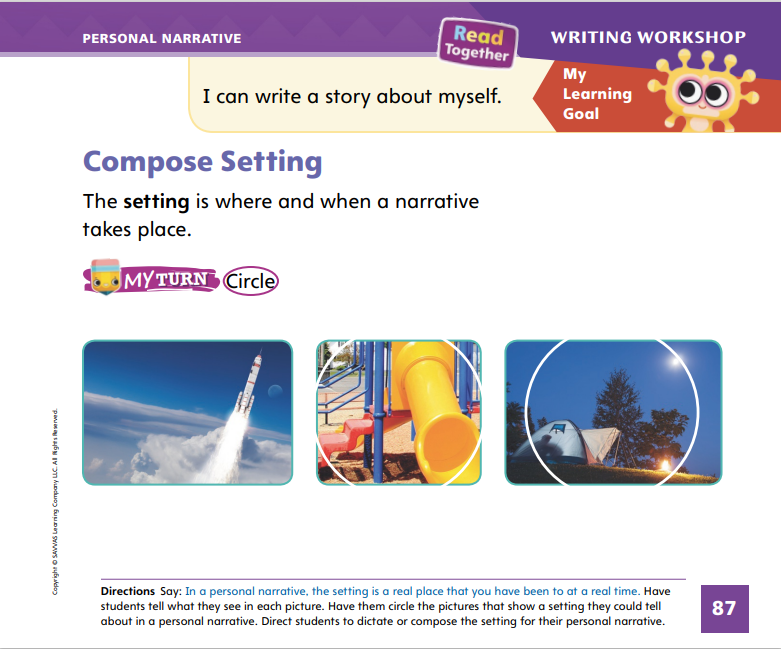 PERSONAL NARRATIVE
Read
Together
WRITING WORKSHOP
I can write a story about myself.
My
Learning
Goal
Compose Setting
The setting is where and when a narrative
takes place.
MY TURN Circle
Copyright © SAVVAS Learning Company LLC. All Rights Reserved.
Directions Say: In a personal narrative, the setting is a real place that you have been to at a real time. Have
students tell what they see in each picture. Have them circle the pictures that show a setting they could tell
about in a personal narrative. Direct students to dictate or compose the setting for their personal narrative.
87